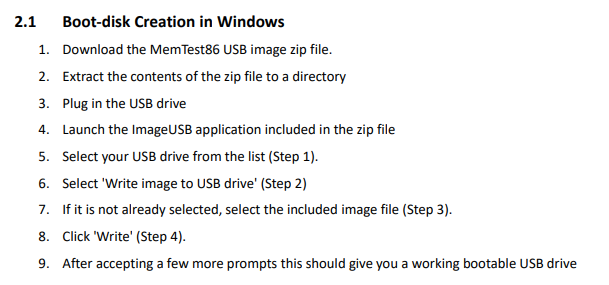 2.1 Boot-disk Creation in Windows
1. Download the MemTest86 USB image zip file.
2. Extract the contents of the zip file to a directory
3. Plug in the USB drive
4. Launch the ImageUSB application included in the zip file
5. Select your USB drive from the list (Step 1).
6. Select 'Write image to USB drive' (Step 2)
7. If it is not already selected, select the included image file (Step 3).
8. Click 'Write' (Step 4).
9. After accepting a few more prompts this should give you a working bootable USB drive